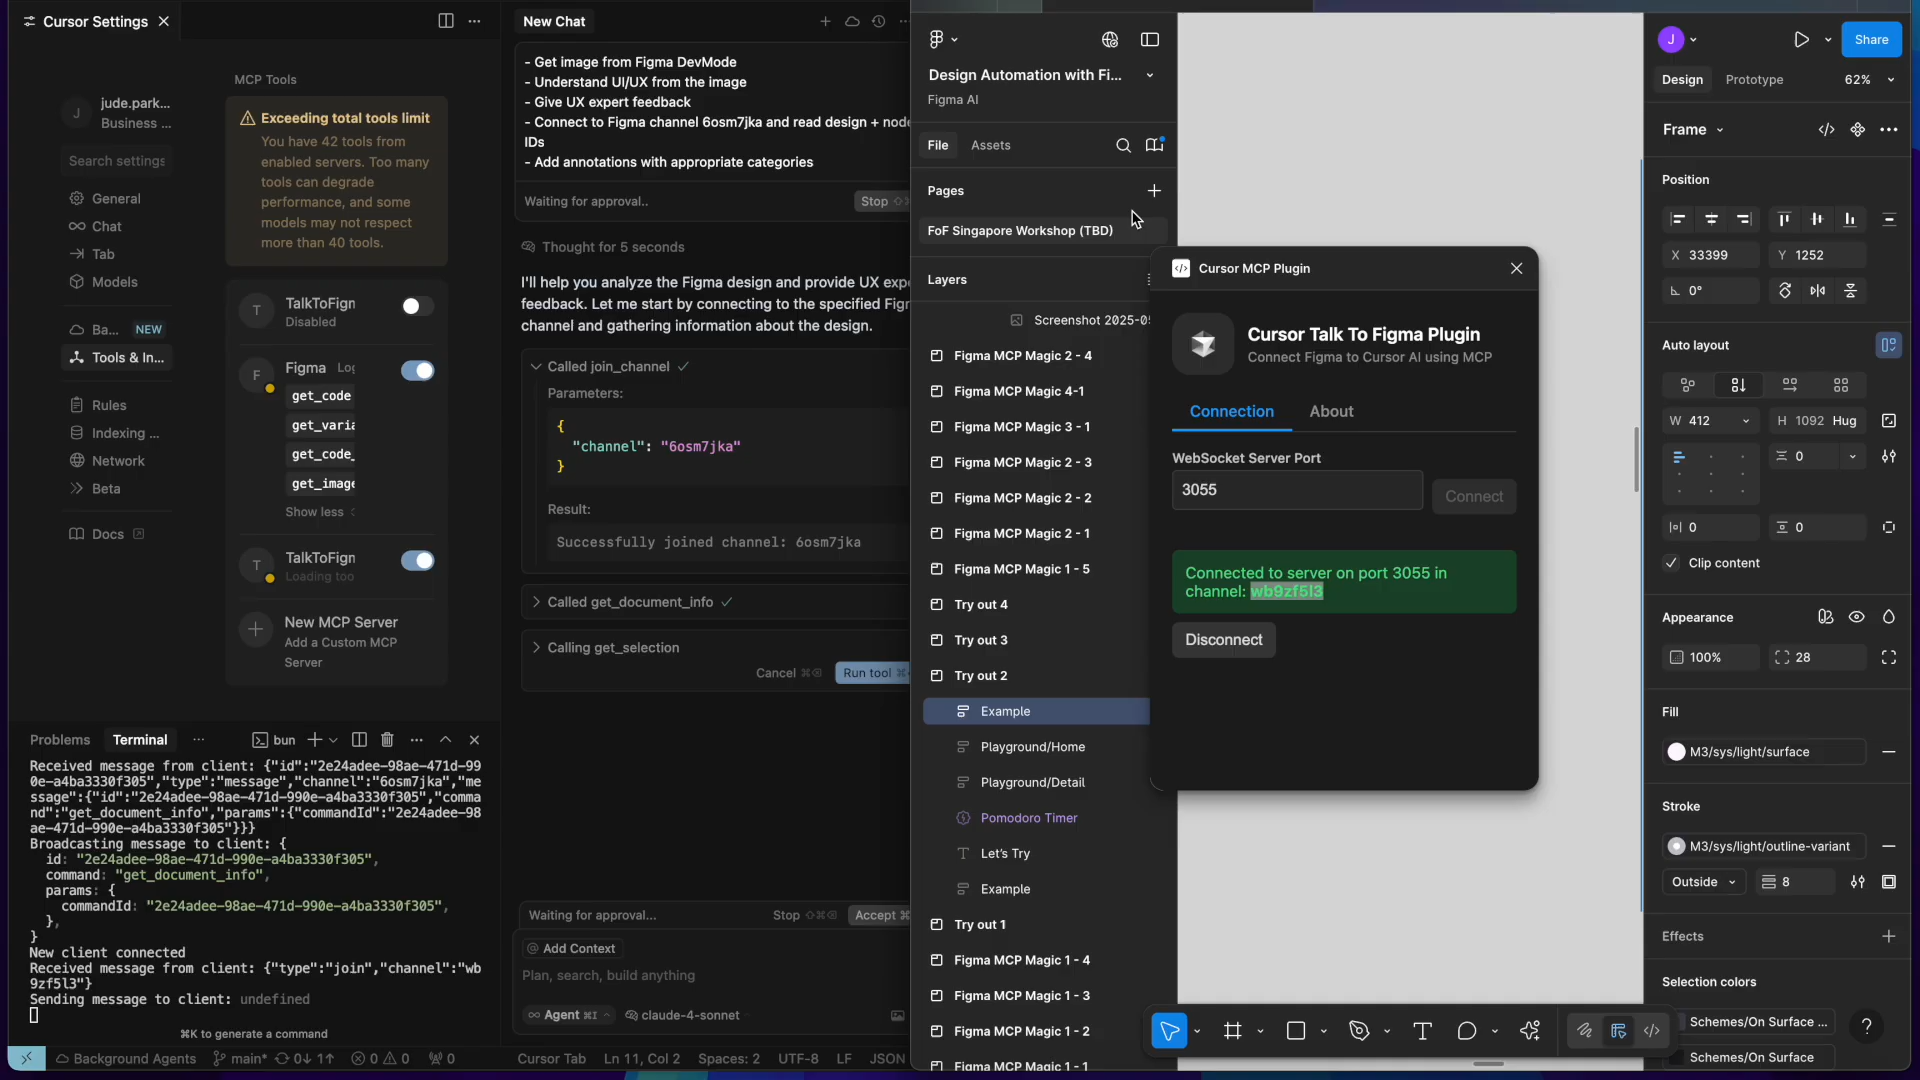 Cursor Settings
MCP Tools
J
jude.park...
Business ...
Search settings
General
Chat
Tab
Models
Ba... NEW
Tools & In...
Rules
Indexing ...
Network
Beta
Docs
Exceeding total tools limit
You have 42 tools from
enabled servers. Too many
tools can degrade
performance, and some
models may not respect
more than 40 tools.
T
TalkToFigm
Disabled
F
Figma
get_code
get_varia
get_code_
get_image
Show less
T
TalkToFigm
Loading too
New MCP Server
Add a Custom MCP
Server
Problems
Terminal
bun
Received message from client: {"id":"2e24adee-98ae-471d-99
0e-a4ba3330f305","type":"message","channel":"6osm7jka","me
ssage":{"id":"2e24adee-98ae-471d-990e-a4ba3330f305","comma
nd":"get_document_info","params":{"commandId":"2e24adee-98
ae-471d-990e-a4ba3330f305"}}}
Broadcasting message to client: {
id: "2e24adee-98ae-471d-990e-a4ba3330f305",
command: "get_document_info",
params: {
commandId: "2e24adee-98ae-471d-990e-a4ba3330f305",
},
}
New client connected
Received message from client: {"type":"join","channel":"wb
9zf5l3"}
Sending message to client: undefined
⌘K to generate a command
Background Agents
main*
0↓ 1↑
0
0
0
Cursor Tab
Ln 11, Col 2
Spaces: 2
UTF-8
LF
JSON
New Chat
- Get image from Figma DevMode
- Understand UI/UX from the image
- Give UX expert feedback
- Connect to Figma channel 6osm7jka and read design + node
IDs
- Add annotations with appropriate categories
Waiting for approval..
Stop
Thought for 5 seconds
I'll help you analyze the Figma design and provide UX expe
feedback. Let me start by connecting to the specified Figm
channel and gathering information about the design.
Called join_channel ✓
Parameters:
{
"channel": "6osm7jka"
}
Result:
Successfully joined channel: 6osm7jka
Called get_document_info ✓
Calling get_selection
Cancel
Run tool
Waiting for approval...
Stop
Accept
@ Add Context
Plan, search, build anything
∞ Agent ⌘I
claude-4-sonnet
Design Automation with Fi...
Figma AI
File
Assets
Pages
FoF Singapore Workshop (TBD)
Layers
Screenshot 2025-05
Figma MCP Magic 2 - 4
Figma MCP Magic 4-1
Figma MCP Magic 3 - 1
Figma MCP Magic 2 - 3
Figma MCP Magic 2 - 2
Figma MCP Magic 2 - 1
Figma MCP Magic 1 - 5
Try out 4
Try out 3
Try out 2
Example
Playground/Home
Playground/Detail
Pomodoro Timer
Let's Try
Example
Try out 1
Figma MCP Magic 1 - 4
Figma MCP Magic 1 - 3
Figma MCP Magic 1 - 2
Figma MCP Magic 1 - 1
Cursor MCP Plugin
Cursor Talk To Figma Plugin
Connect Figma to Cursor AI using MCP
Connection
About
WebSocket Server Port
3055
Connect
Connected to server on port 3055 in
channel: wb9zf5l3
Disconnect
J
Share
Design
Prototype
62%
Frame
Position
X 33399
Y 1252
0°
Auto layout
W 412
H 1092 Hug
0
0
0
Clip content
Appearance
100%
28
Fill
M3/sys/light/surface
Stroke
M3/sys/light/outline-variant
Outside
8
Effects
Selection colors
Schemes/On Surface ...
Schemes/On Surface
?